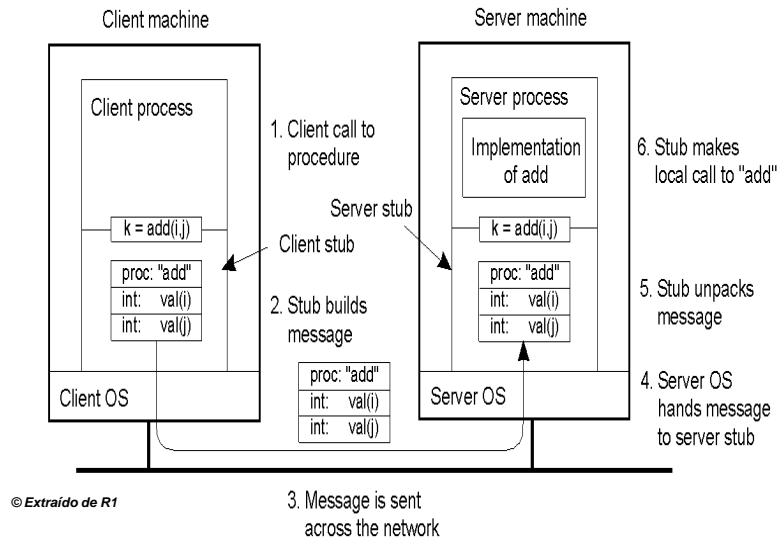 Client machine
Server machine
Client process
1. Client call to
procedure
Server process
Implementation
of add
6. Stub makes
local call to "add"
Server stub
k = add(i,j)
Client stub
k = add(i,j)
proc: "add"
int: val(i)
int: val(j)
2. Stub builds
message
proc: "add"
int: val(i)
int: val(j)
5. Stub unpacks
message
proc: "add"
int: val(i)
int: val(j)
Client OS
Server OS
4. Server OS
hands message
to server stub
3. Message is sent
across the network
© Extraído de R1